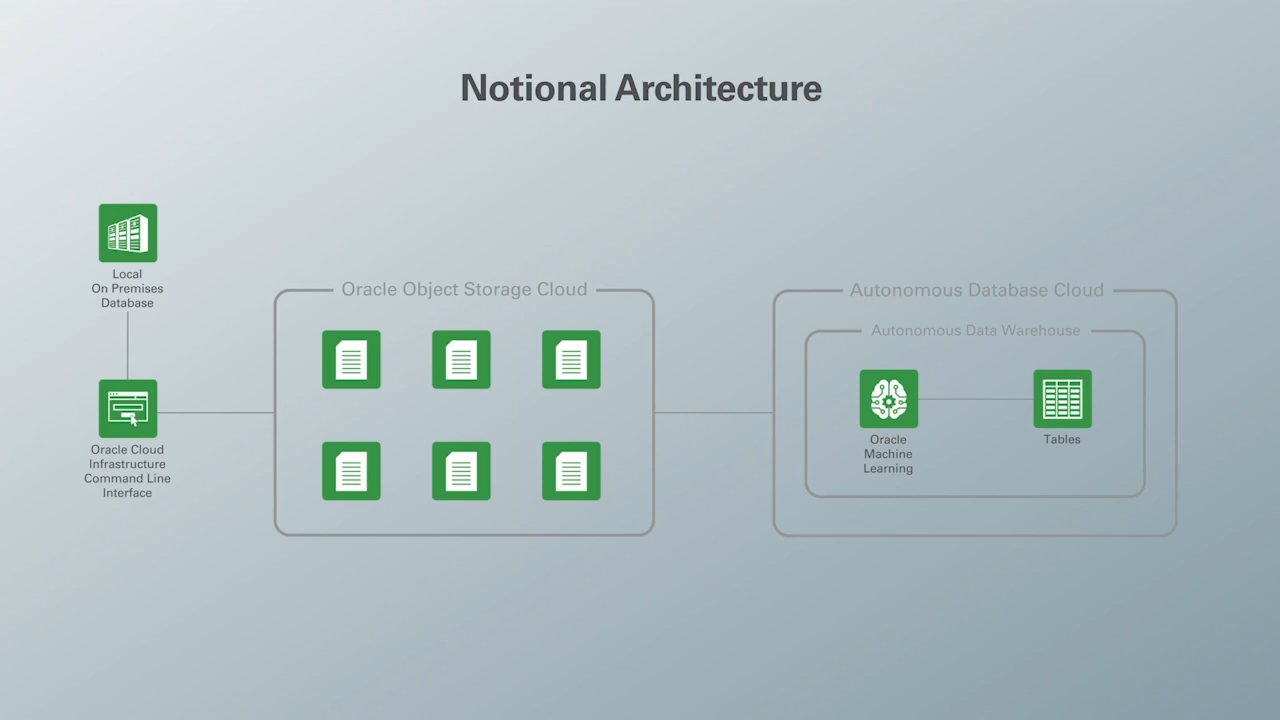 Notional Architecture
Local
On Premises
Database
Oracle Cloud
Infrastructure
Command Line
Interface
Oracle Object Storage Cloud
Autonomous Database Cloud
Autonomous Data Warehouse
Oracle
Machine
Learning
Tables